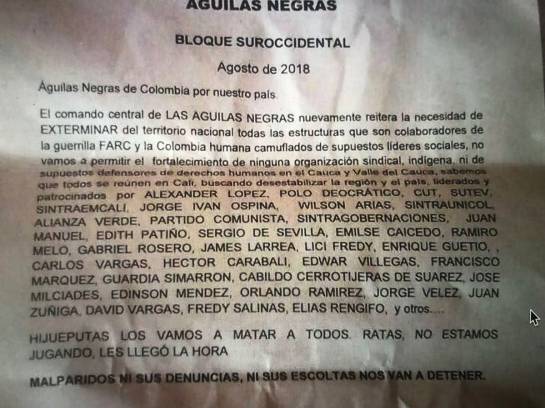 AGUILAS NEGRAS
BLOQUE SUROCCIDENTAL
Agosto de 2018
Águilas Negras de Colombia por nuestro país.
El comando central de LAS AGUILAS NEGRAS nuevamente reitera la necesidad de
EXTERMINAR del territorio nacional todas las estructuras que son colaboradores de
la guerrilla FARC y la Colombia humana camuflados de supuestos líderes sociales, no
vamos a permitir el fortalecimiento de ninguna organización sindical, indígena, ni de
supuestos defensores de derechos humanos en el Cauca y Valle del Cauca, sabemos
que todos se reúnen en Cali, buscando desestabilizar la región y el país, liderados y
patrocinados por ALEXANDER LOPEZ, POLO DEOCRÁTICO, CUT, SUTEV,
SINTRAEMCALI, JORGE IVAN OSPINA, WILSON ARIAS, SINTRAUNICOL,
ALIANZA VERDE, PARTIDO COMUNISTA, SINTRAGOBERNACIONES, JUAN
MANUEL, EDITH PATIÑO, SERGIO DE SEVILLA, EMILSE CAICEDO, RAMIRO
MELO, GABRIEL ROSERO, JAMES LARREA, LICI FREDY, ENRIQUE GUETIO, ,
CARLOS VARGAS, HECTOR CARABALI, EDWAR VILLEGAS, FRANCISCO
MARQUEZ, GUARDIA SIMARRON, CABILDO CERROTIJERAS DE SUAREZ, JOSE
MILCIADES, EDINSON MENDEZ, ORLANDO RAMIREZ, JORGE VELEZ, JUAN
ZUÑIGA, DAVID VARGAS, FREDY SALINAS, ELIAS RENGIFO, y otros....
HIJUEPUTAS LOS VAMOS A MATAR A TODOS. RATAS, NO ESTAMOS
JUGANDO, LES LLEGÓ LA HORA
MALPARIDOS NI SUS DENUNCIAS, NI SUS ESCOLTAS NOS VAN A DETENER.